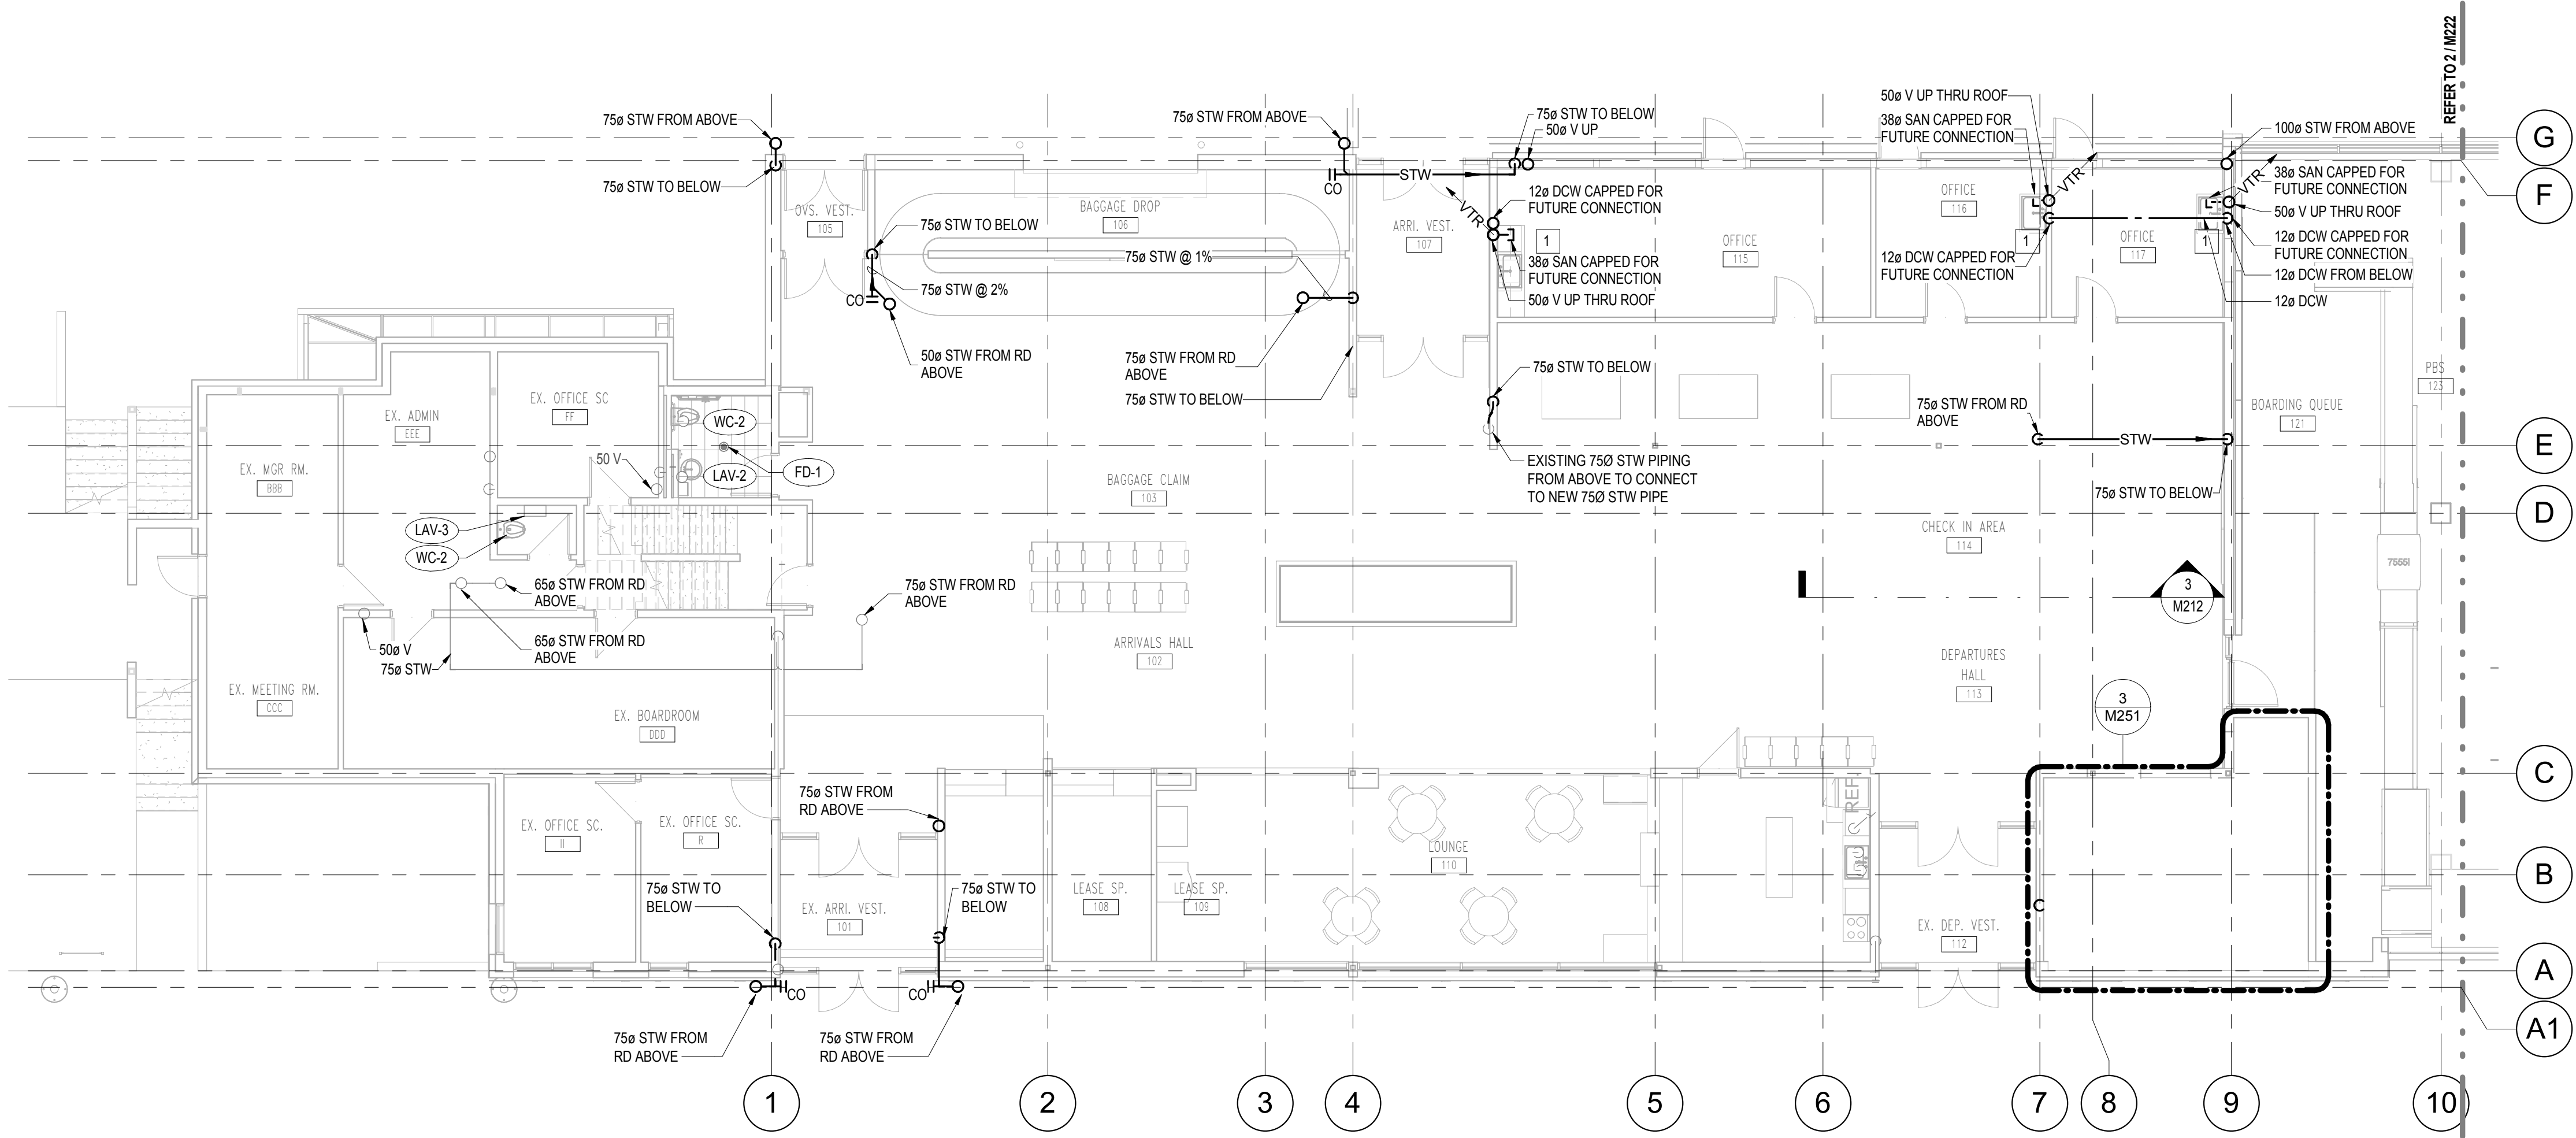 REFER TO 2 / M222
75ø STW FROM ABOVE
75ø STW TO BELOW
75ø STW FROM ABOVE
CO
STW
75ø STW TO BELOW
50ø V UP
50ø V UP THRU ROOF
38ø SAN CAPPED FOR
FUTURE CONNECTION
100ø STW FROM ABOVE
G
F
OVS. VEST.
105
BAGGAGE DROP
106
75ø STW TO BELOW
75ø STW @ 2%
CO
50ø STW FROM RD
ABOVE
75ø STW @ 1%
75ø STW FROM RD
ABOVE
75ø STW TO BELOW
ARRI. VEST.
107
VTR
12ø DCW CAPPED FOR
FUTURE CONNECTION
1
38ø SAN CAPPED FOR
FUTURE CONNECTION
50ø V UP THRU ROOF
OFFICE
115
OFFICE
116
VTR
1
12ø DCW CAPPED FOR
FUTURE CONNECTION
OFFICE
117
1
VTR
38ø SAN CAPPED FOR
FUTURE CONNECTION
50ø V UP THRU ROOF
12ø DCW CAPPED FOR
FUTURE CONNECTION
12ø DCW FROM BELOW
12ø DCW
EX. ADMIN
EEE
EX. OFFICE SC
FF
WC-2
LAV-2
FD-1
50 V
EX. MGR RM.
BBB
LAV-3
WC-2
BAGGAGE CLAIM
103
75ø STW TO BELOW
EXISTING 75Ø STW PIPING
FROM ABOVE TO CONNECT
TO NEW 75Ø STW PIPE
75ø STW FROM RD
ABOVE
STW
75ø STW TO BELOW
BOARDING QUEUE
121
PBS
123
E
D
CHECK IN AREA
114
7555l
3
M212
65ø STW FROM RD
ABOVE
65ø STW FROM RD
ABOVE
50ø V
75ø STW
75ø STW FROM RD
ABOVE
ARRIVALS HALL
102
DEPARTURES
HALL
113
3
M251
EX. MEETING RM.
CCC
EX. BOARDROOM
DDD
C
EX. OFFICE SC.
II
EX. OFFICE SC.
R
75ø STW FROM
RD ABOVE
75ø STW TO
BELOW
EX. ARRI. VEST.
101
75ø STW TO
BELOW
LEASE SP.
108
LEASE SP.
109
LOUNGE
110
REF
EX. DEP. VEST.
112
B
A
A1
CO
CO
75ø STW FROM
RD ABOVE
75ø STW FROM
RD ABOVE
1
2
3
4
5
6
7
8
9
10